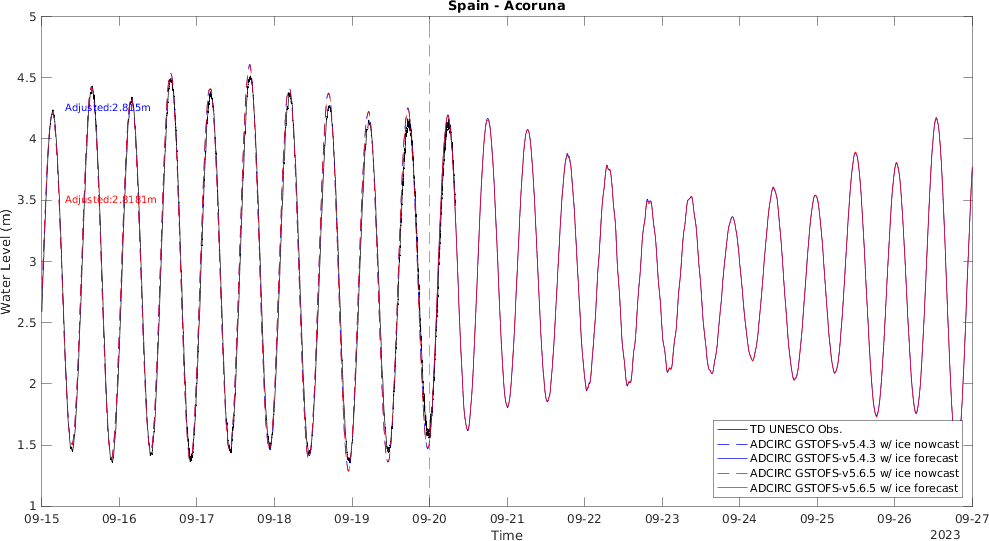 Spain - Acoruna
5
4.5
4
3.5
3
2.5
2
1.5
1
Water Level (m)
Adjusted:2.815m
Adjusted:2.8181m
TD UNESCO Obs.
ADCIRC GSTOFS-v5.4.3 w/ ice nowcast
ADCIRC GSTOFS-v5.4.3 w/ ice forecast
ADCIRC GSTOFS-v5.6.5 w/ ice nowcast
ADCIRC GSTOFS-v5.6.5 w/ ice forecast
09-15 09-16 09-17 09-18 09-19 09-20 09-21 09-22 09-23 09-24 09-25 09-26 09-27
Time
2023